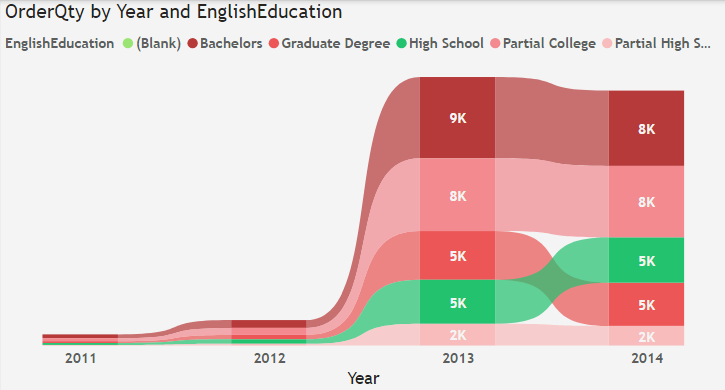 OrderQty by Year and EnglishEducation
EnglishEducation (Blank) Bachelors Graduate Degree High School Partial College Partial High S...
9K
8K
5K
5K
2K
8K
8K
5K
5K
2K
2011 2012 2013 2014
Year